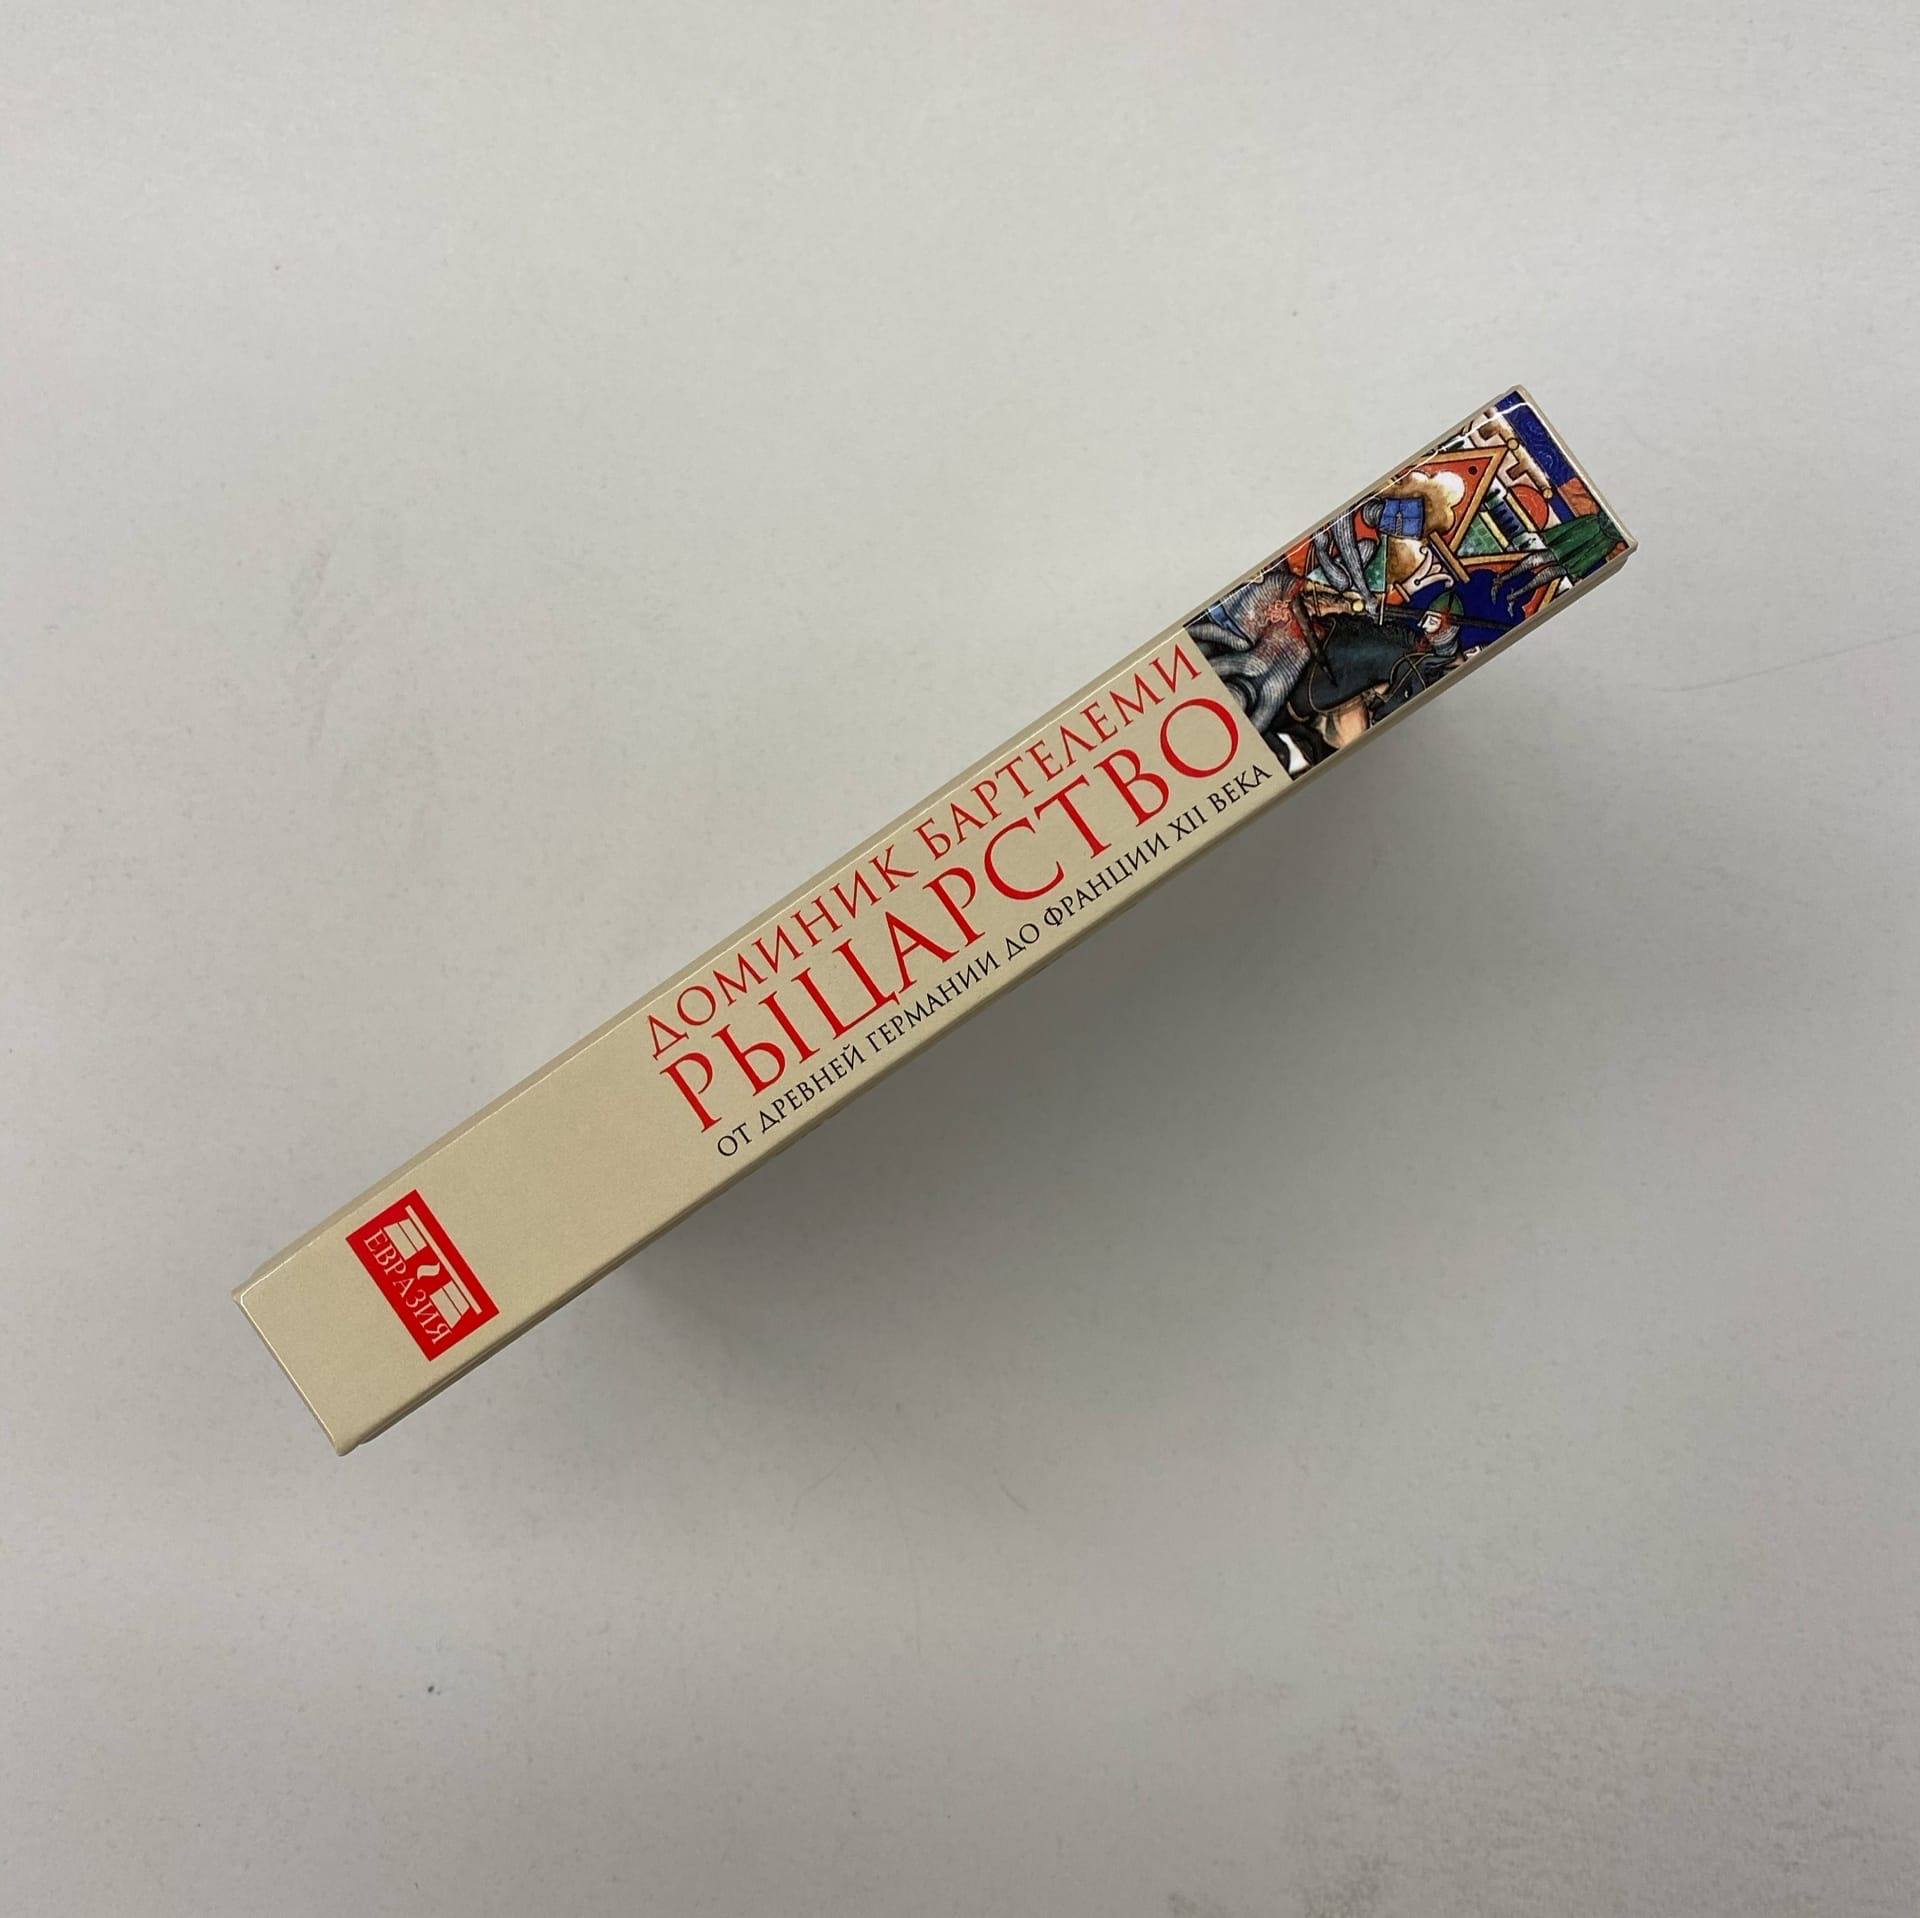 ДОМИНИК БАРТЕЛЕМИ
РЫЦАРСТВО
ОТ ДРЕВНЕЙ ГЕРМАНИИ ДО ФРАНЦИИ XII ВЕКА
ЕВРАЗИЯ